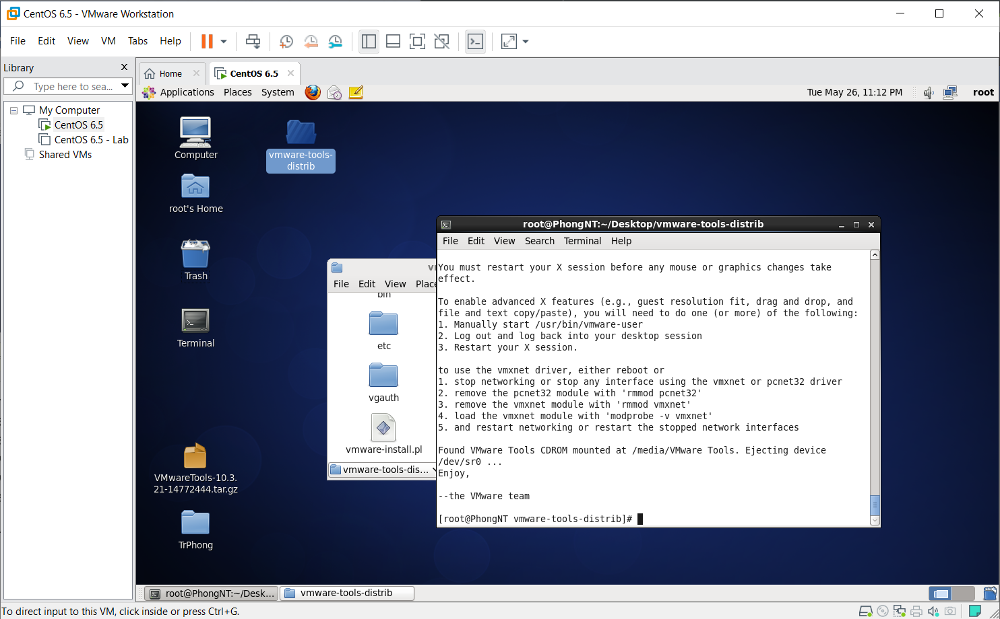 CentOS 6.5 - VMware Workstation
File Edit View VM Tabs Help
Library
Type here to sea...
My Computer
CentOS 6.5
CentOS 6.5 - Lab
Shared VMs
Home
CentOS 6.5
Applications Places System
Tue May 26, 11:12 PM
root
Computer
vmware-tools-
distrib
root's Home
Trash
Terminal
VMwareTools-10.3.
21-14772444.tar.gz
TrPhong
File Edit View
bin
etc
vgauth
vmware-install.pl
vmware-tools-dis...
root@PhongNT:~/Desktop/vmware-tools-distrib
File Edit View Search Terminal Help
You must restart your X session before any mouse or graphics changes take
effect.
To enable advanced X features (e.g., guest resolution fit, drag and drop, and
file and text copy/paste), you will need to do one (or more) of the following:
1. Manually start /usr/bin/vmware-user
2. Log out and log back into your desktop session
3. Restart your X session.
to use the vmxnet driver, either reboot or
1. stop networking or stop any interface using the vmxnet or pcnet32 driver
2. remove the pcnet32 module with 'rmmod pcnet32'
3. remove the vmxnet module with 'rmmod vmxnet'
4. load the vmxnet module with 'modprobe -v vmxnet'
5. and restart networking or restart the stopped network interfaces
Found VMware Tools CDROM mounted at /media/VMware Tools. Ejecting device
/dev/sr0 ...
Enjoy,
--the VMware team
[root@PhongNT vmware-tools-distrib]#
root@PhongNT:~/Desk...
vmware-tools-distrib
To direct input to this VM, click inside or press Ctrl+G.